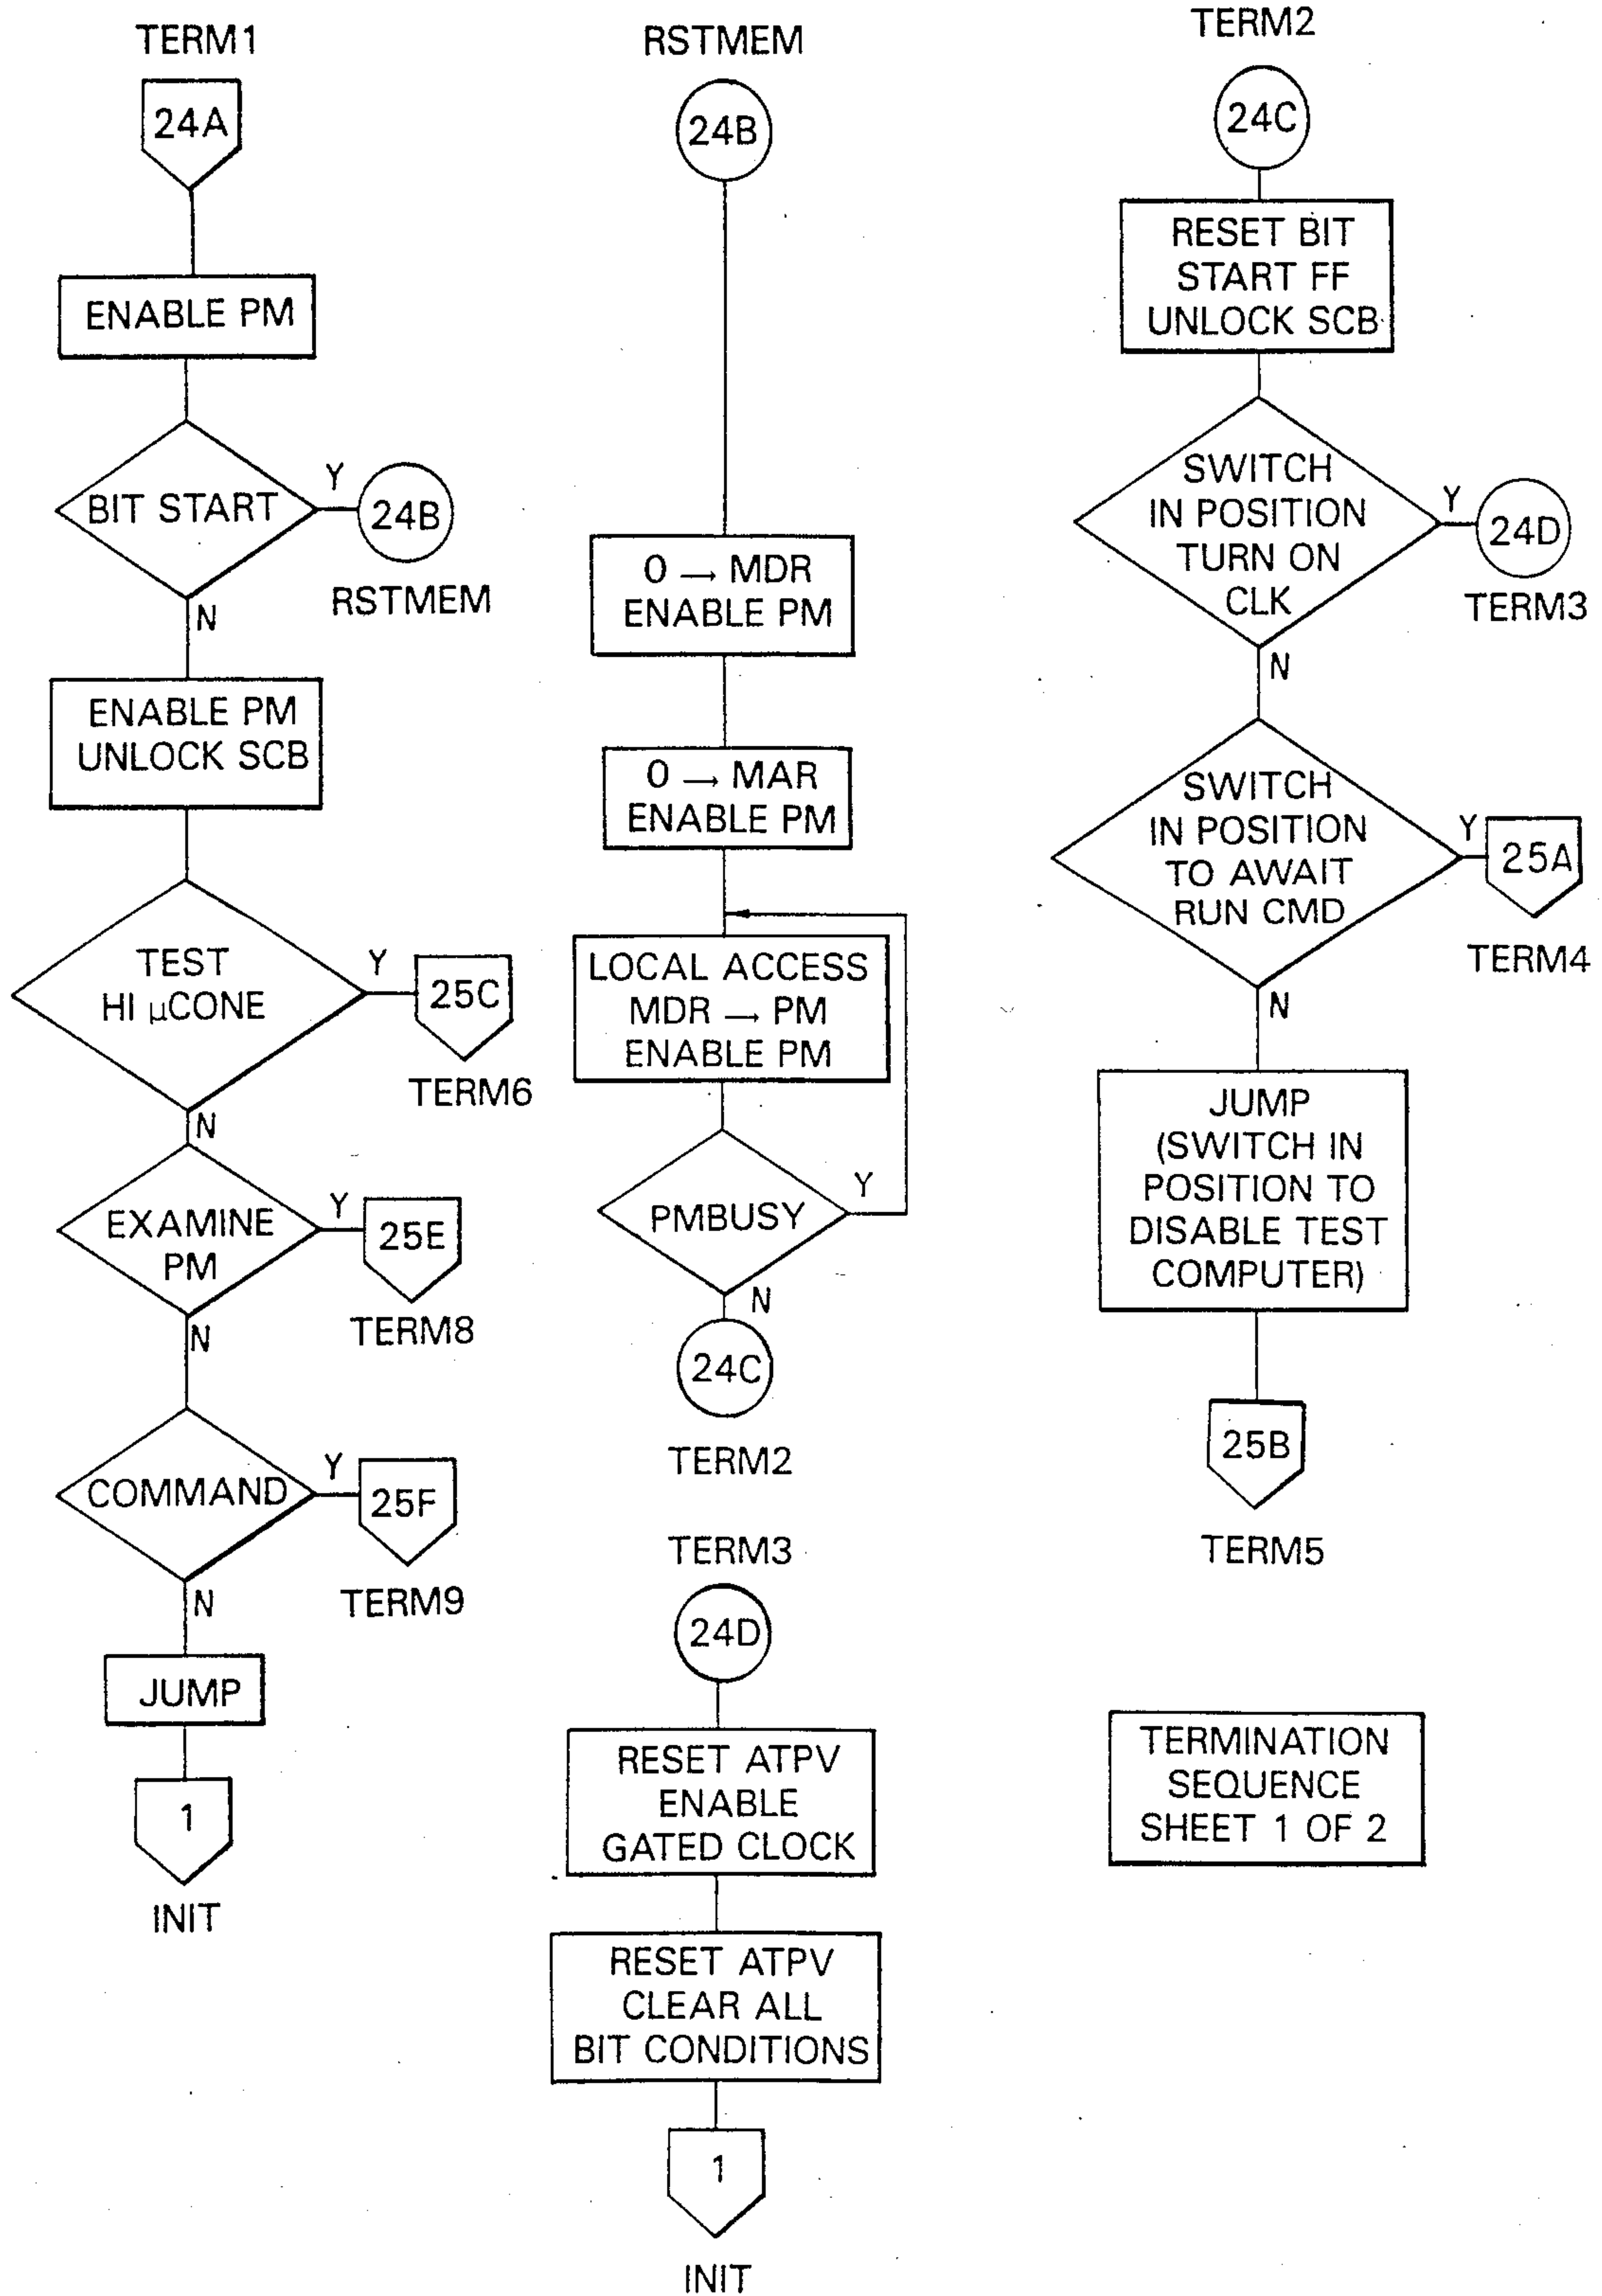 TERM1
24A
ENABLE PM
BIT START
Y
24B
RSTMEM
N
ENABLE PM
UNLOCK SCB
TEST
HI µCONE
Y
25C
TERM6
N
EXAMINE
PM
Y
25E
TERM8
N
COMMAND
Y
25F
TERM9
N
JUMP
1
INIT
RSTMEM
24B
0 → MDR
ENABLE PM
0 → MAR
ENABLE PM
LOCAL ACCESS
MDR → PM
ENABLE PM
PMBUSY
Y
N
24C
TERM2
TERM3
24D
RESET ATPV
ENABLE
GATED CLOCK
RESET ATPV
CLEAR ALL
BIT CONDITIONS
1
INIT
TERM2
24C
RESET BIT
START FF
UNLOCK SCB
SWITCH
IN POSITION
TURN ON
CLK
Y
24D
TERM3
N
SWITCH
IN POSITION
TO AWAIT
RUN CMD
Y
25A
TERM4
N
JUMP
(SWITCH IN
POSITION TO
DISABLE TEST
COMPUTER)
25B
TERM5
TERMINATION
SEQUENCE
SHEET 1 OF 2